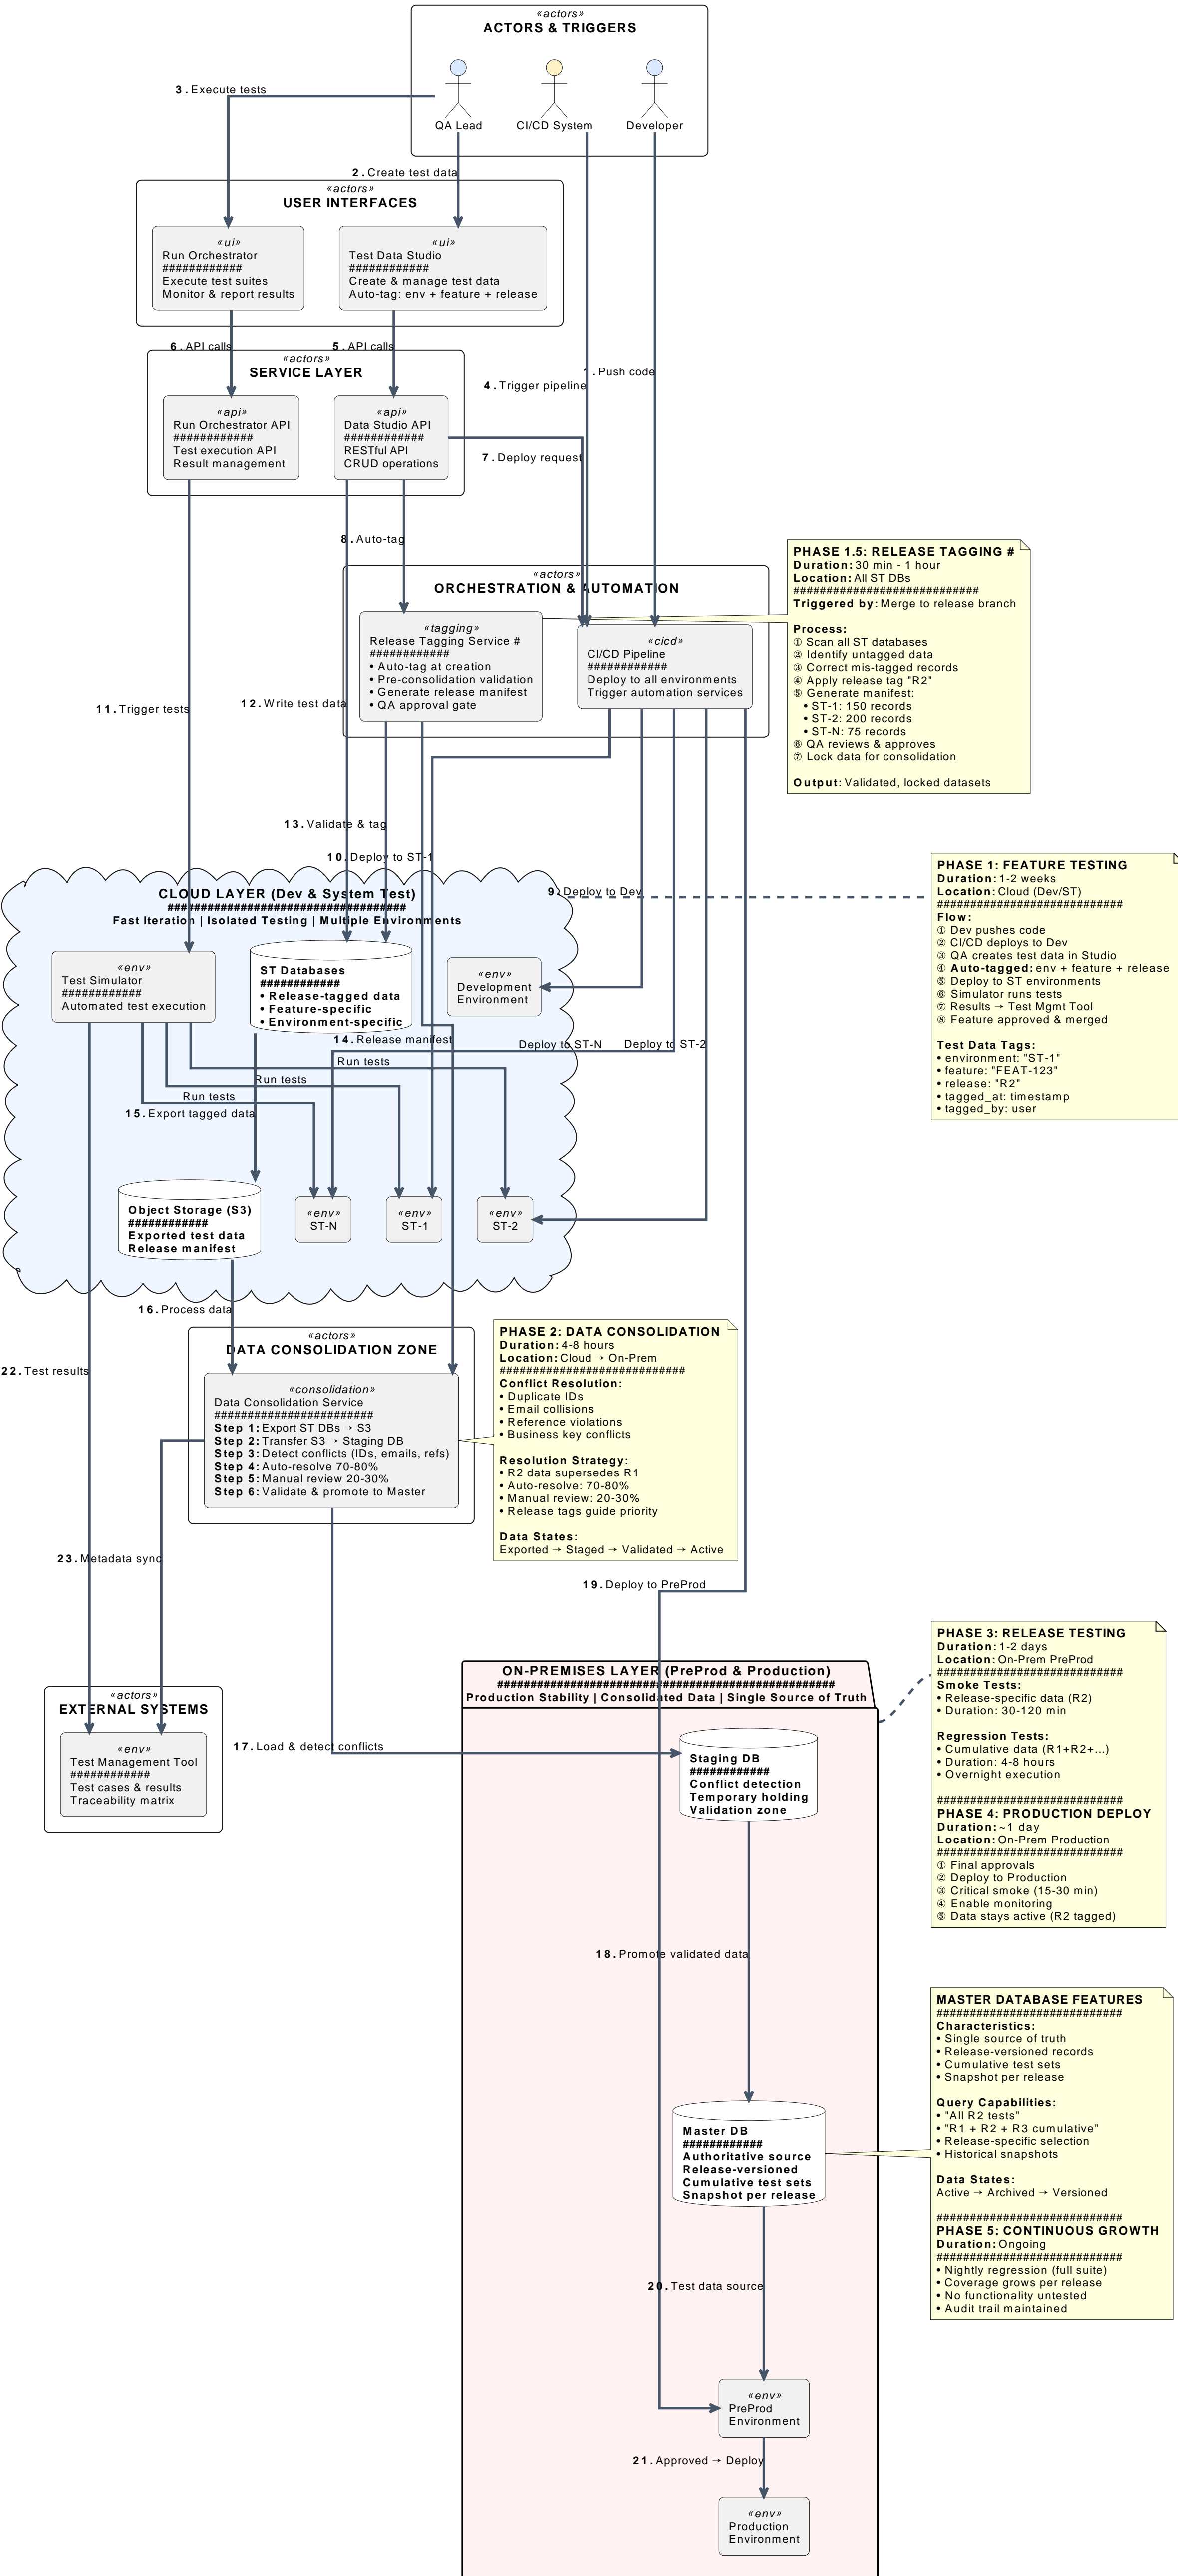 «actors»
ACTORS & TRIGGERS
QA Lead
CI/CD System
Developer
3. Execute tests
2. Create test data
«actors»
USER INTERFACES
«ui»
Run Orchestrator
############
Execute test suites
Monitor & report results
«ui»
Test Data Studio
############
Create & manage test data
Auto-tag: env + feature + release
6. API calls
5. API calls
«actors»
SERVICE LAYER
«api»
Run Orchestrator API
############
Test execution API
Result management
«api»
Data Studio API
############
RESTful API
CRUD operations
. Push code
4. Trigger pipeline
7. Deploy request
8. Auto-tag
«actors»
ORCHESTRATION & AUTOMATION
«tagging»
Release Tagging Service #
############
• Auto-tag at creation
• Pre-consolidation validation
• Generate release manifest
• QA approval gate
«cicd»
CI/CD Pipeline
############
Deploy to all environments
Trigger automation services
PHASE 1.5: RELEASE TAGGING #
Duration: 30 min - 1 hour
Location: All ST DBs
############################
Triggered by: Merge to release branch
Process:
① Scan all ST databases
② Identify untagged data
③ Correct mis-tagged records
④ Apply release tag "R2"
⑤ Generate manifest:
• ST-1: 150 records
• ST-2: 200 records
• ST-N: 75 records
⑥ QA reviews & approves
⑦ Lock data for consolidation
Output: Validated, locked datasets
11. Trigger tests
12. Write test data
13. Validate & tag
10. Deploy to ST-1
9. Deploy to Dev
CLOUD LAYER (Dev & System Test)
####################################
Fast Iteration | Isolated Testing | Multiple Environments
«env»
Test Simulator
############
Automated test execution
ST Databases
############
• Release-tagged data
• Feature-specific
• Environment-specific
«env»
Development
Environment
PHASE 1: FEATURE TESTING
Duration: 1-2 weeks
Location: Cloud (Dev/ST)
############################
Flow:
① Dev pushes code
② CI/CD deploys to Dev
③ QA creates test data in Studio
④ Auto-tagged: env + feature + release
⑤ Deploy to ST environments
⑥ Simulator runs tests
⑦ Results → Test Mgmt Tool
⑧ Feature approved & merged
Test Data Tags:
• environment: "ST-1"
• feature: "FEAT-123"
• release: "R2"
• tagged_at: timestamp
• tagged_by: user
14. Release manifest
Deploy to ST-N
Deploy to ST-2
Run tests
Run tests
Run tests
15. Export tagged data
Object Storage (S3)
############
Exported test data
Release manifest
«env»
ST-N
«env»
ST-1
«env»
ST-2
16. Process data
«actors»
DATA CONSOLIDATION ZONE
«consolidation»
Data Consolidation Service
########################
Step 1: Export ST DBs → S3
Step 2: Transfer S3 → Staging DB
Step 3: Detect conflicts (IDs, emails, refs)
Step 4: Auto-resolve 70-80%
Step 5: Manual review 20-30%
Step 6: Validate & promote to Master
PHASE 2: DATA CONSOLIDATION
Duration: 4-8 hours
Location: Cloud → On-Prem
############################
Conflict Resolution:
• Duplicate IDs
• Email collisions
• Reference violations
• Business key conflicts
Resolution Strategy:
• R2 data supersedes R1
• Auto-resolve: 70-80%
• Manual review: 20-30%
• Release tags guide priority
Data States:
Exported → Staged → Validated → Active
22. Test results
23. Metadata sync
19. Deploy to PreProd
ON-PREMISES LAYER (PreProd & Production)
###################################################
Production Stability | Consolidated Data | Single Source of Truth
«actors»
EXTERNAL SYSTEMS
«env»
Test Management Tool
############
Test cases & results
Traceability matrix
17. Load & detect conflicts
Staging DB
############
Conflict detection
Temporary holding
Validation zone
PHASE 3: RELEASE TESTING
Duration: 1-2 days
Location: On-Prem PreProd
############################
Smoke Tests:
• Release-specific data (R2)
• Duration: 30-120 min
Regression Tests:
• Cumulative data (R1+R2+...)
• Duration: 4-8 hours
• Overnight execution
############################
PHASE 4: PRODUCTION DEPLOY
Duration: ~1 day
Location: On-Prem Production
############################
① Final approvals
② Deploy to Production
③ Critical smoke (15-30 min)
④ Enable monitoring
⑤ Data stays active (R2 tagged)
18. Promote validated data
Master DB
############
Authoritative source
Release-versioned
Cumulative test sets
Snapshot per release
MASTER DATABASE FEATURES
############################
Characteristics:
• Single source of truth
• Release-versioned records
• Cumulative test sets
• Snapshot per release
Query Capabilities:
• "All R2 tests"
• "R1 + R2 + R3 cumulative"
• Release-specific selection
• Historical snapshots
Data States:
Active → Archived → Versioned
############################
PHASE 5: CONTINUOUS GROWTH
Duration: Ongoing
############################
• Nightly regression (full suite)
• Coverage grows per release
• No functionality untested
• Audit trail maintained
20. Test data source
«env»
PreProd
Environment
21. Approved → Deploy
«env»
Production
Environment